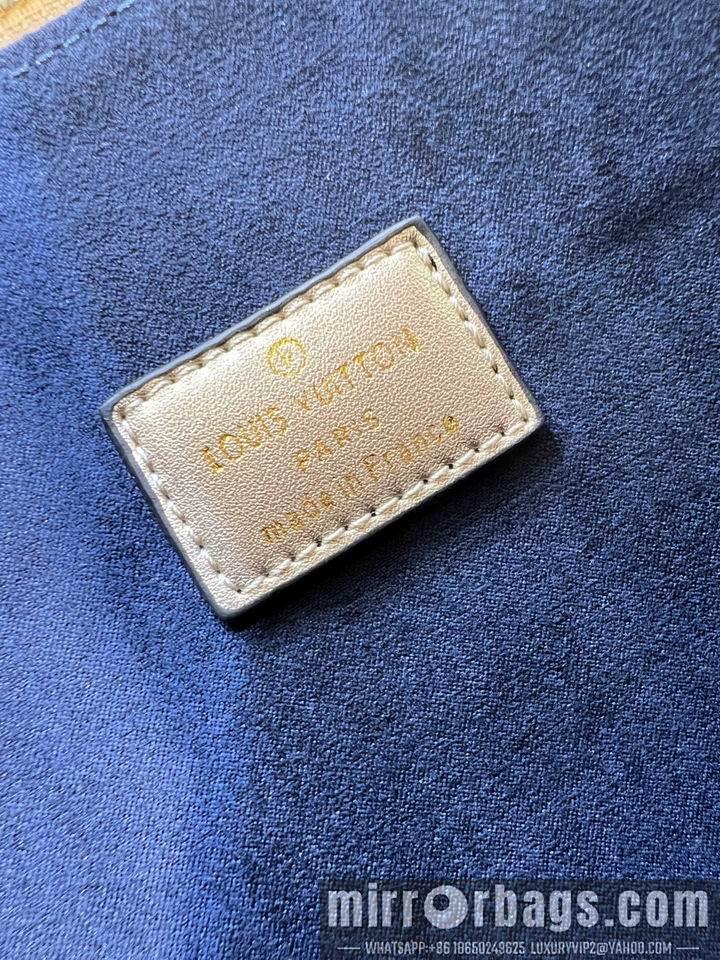 LOUIS VUITTON
PARIS
made in France
mirrorbags.com
WHATSAPP:+86 18650249625 LUXURYVIP2@YAHOO.COM